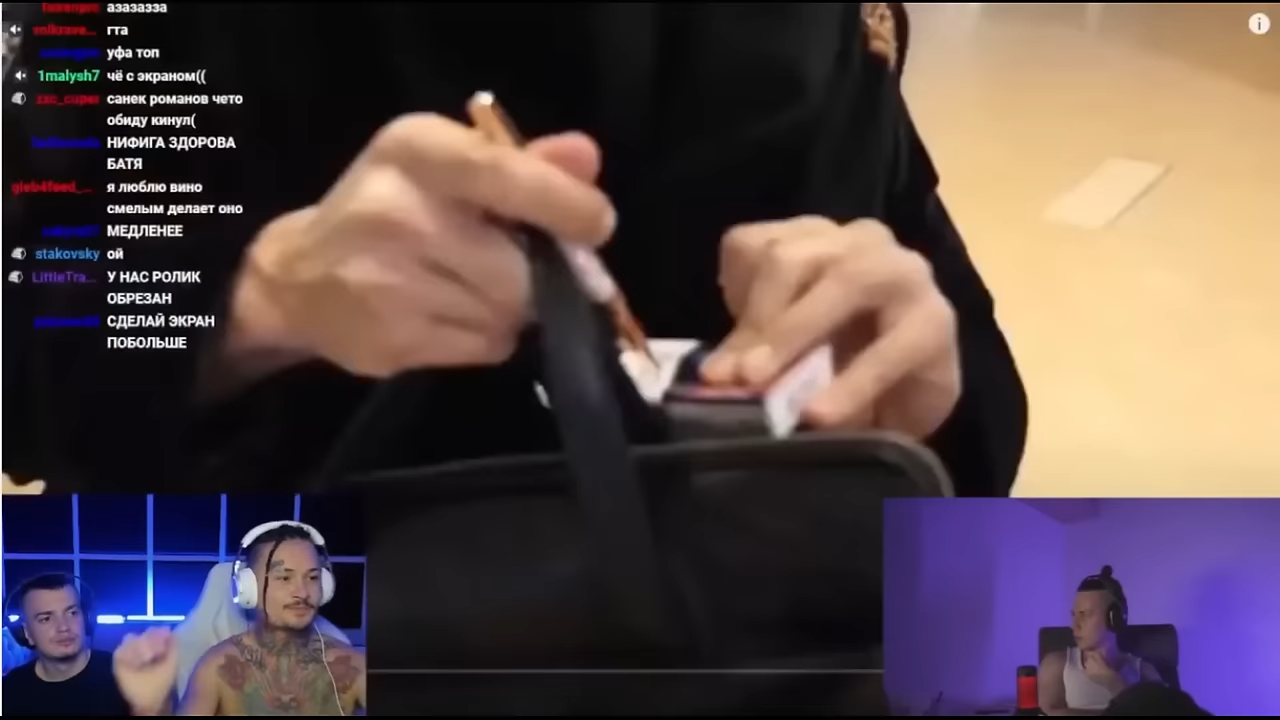 азазазза
гта
уфа топ
1malysh7 чё с экраном((
zxc_cuper санек романов чето
обиду кинул(
НИФИГА ЗДОРОВА
БАТЯ
я люблю вино
смелым делает оно
МЕДЛЕНЕЕ
stakovsky ой
LittleTra... У НАС РОЛИК
ОБРЕЗАН
СДЕЛАЙ ЭКРАН
ПОБОЛЬШЕ